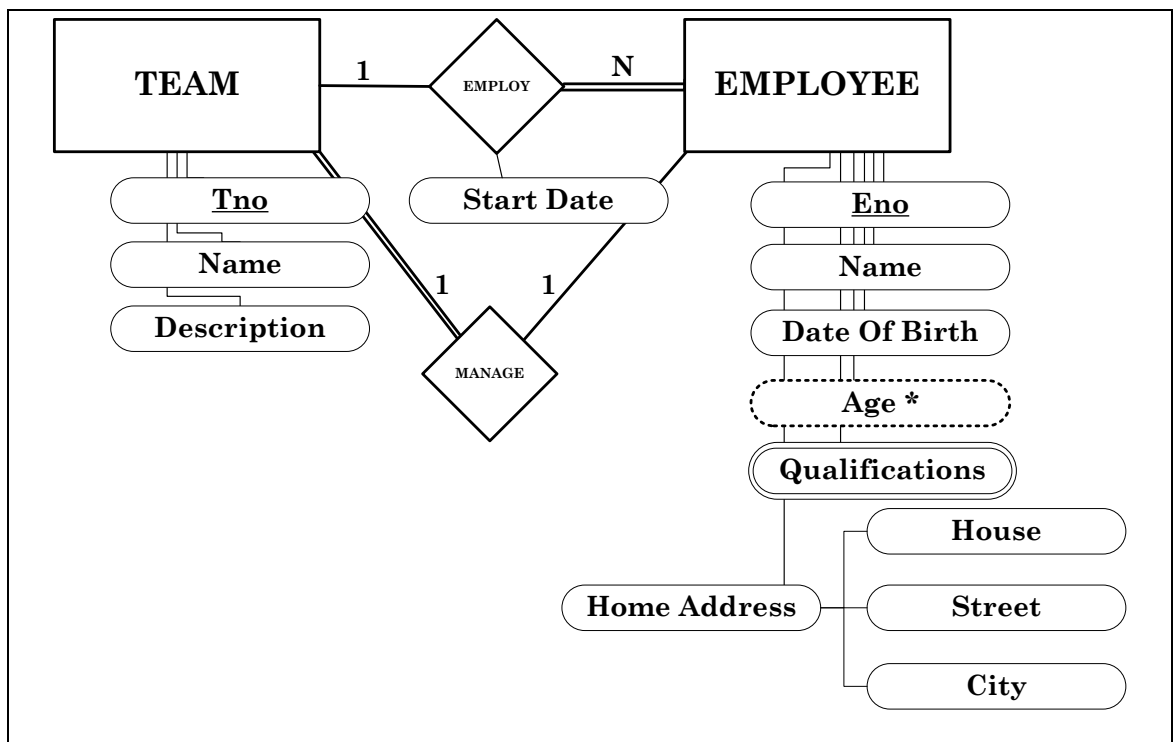 TEAM
1
EMPLOY
N
EMPLOYEE
Tno
Name
Description
Start Date
1
1
MANAGE
Eno
Name
Date Of Birth
Age *
Qualifications
Home Address
House
Street
City